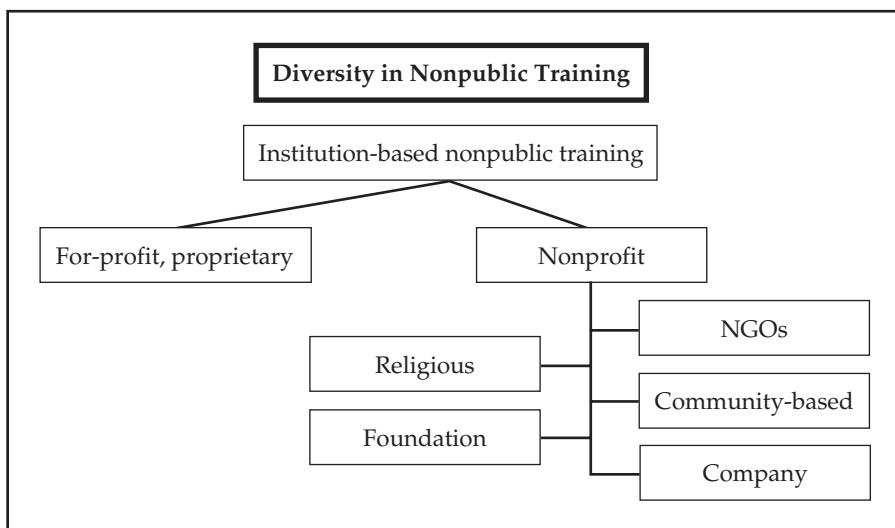 Diversity in Nonpublic Training
Institution-based nonpublic training
For-profit, proprietary
Nonprofit
NGOs
Religious
Community-based
Foundation
Company